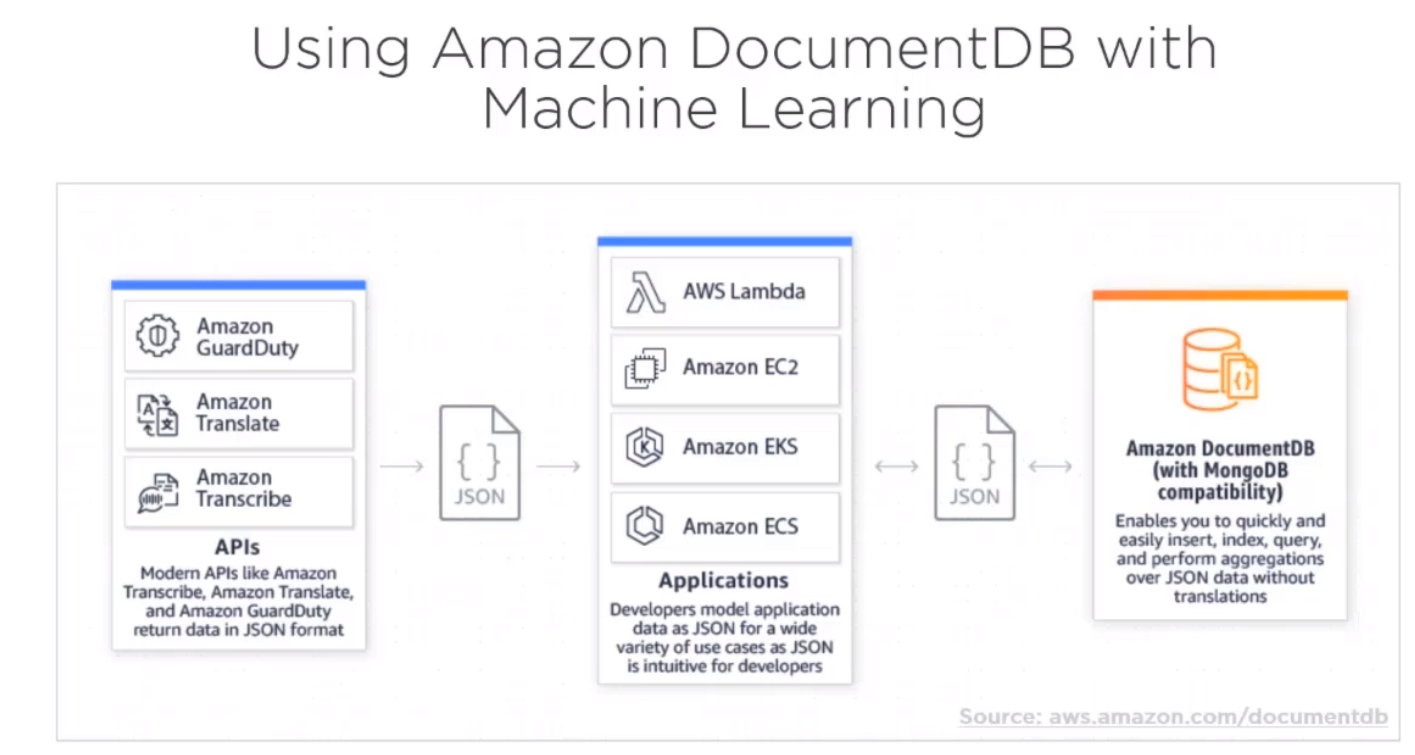 Using Amazon DocumentDB with
Machine Learning
Amazon
GuardDuty
Amazon
Translate
Amazon
Transcribe
APIs
Modern APIs like Amazon
Transcribe, Amazon Translate,
and Amazon GuardDuty
return data in JSON format
{ }
JSON
AWS Lambda
Amazon EC2
Amazon EKS
Amazon ECS
Applications
Developers model application
data as JSON for a wide
variety of use cases as JSON
is intuitive for developers
{ }
JSON
Amazon DocumentDB
(with MongoDB
compatibility)
Enables you to quickly and
easily insert, index, query,
and perform aggregations
over JSON data without
translations
Source: aws.amazon.com/documentdb